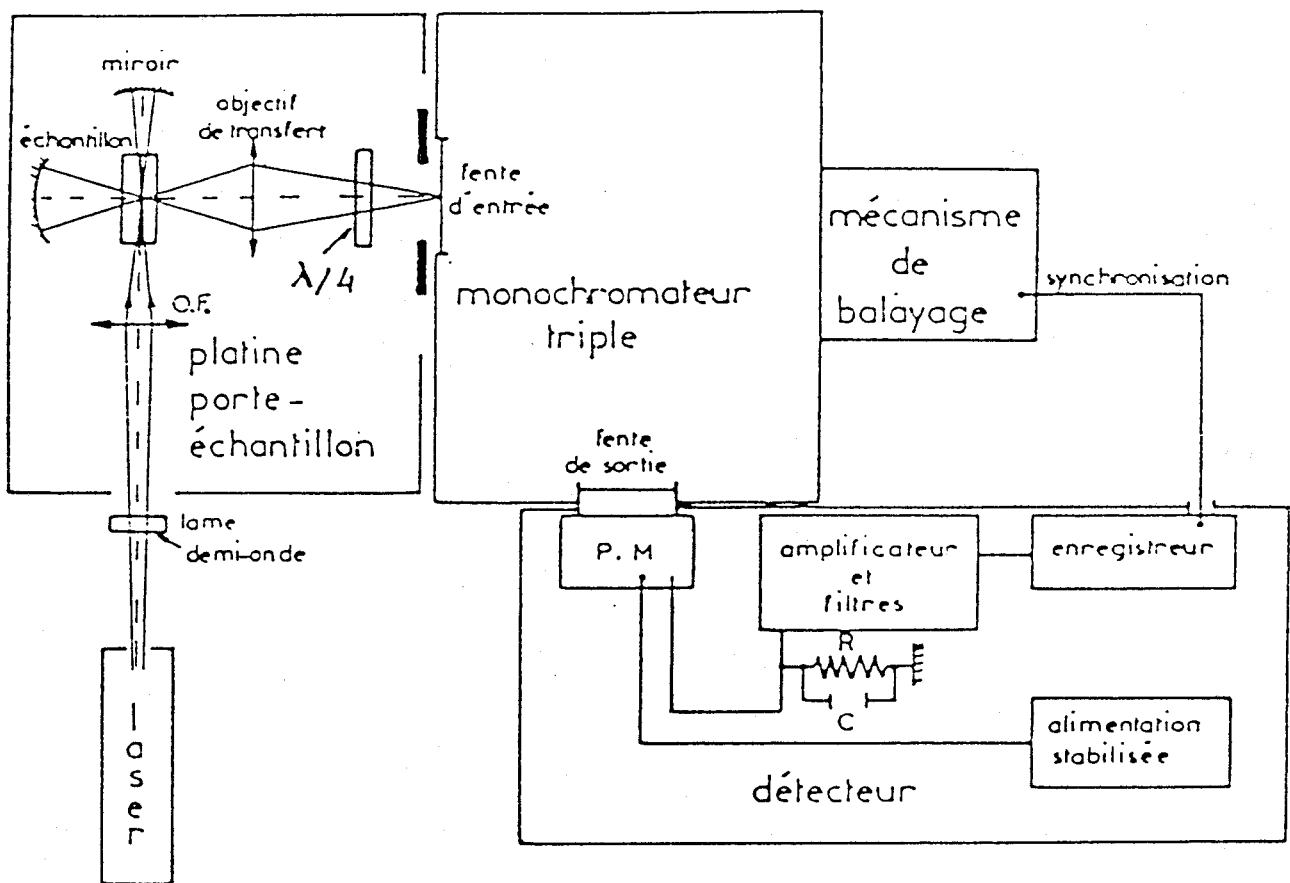 miroir
échantillon
objectif
de transfert
fente
d'entrée
λ/4
O.F.
platine
porte-
échantillon
monochromateur
triple
mécanisme
de
balayage
synchronisation
lame
demi-onde
laser
fente
de sortie
P.M
amplificateur
et
filtres
enregistreur
R
C
alimentation
stabilisée
détecteur